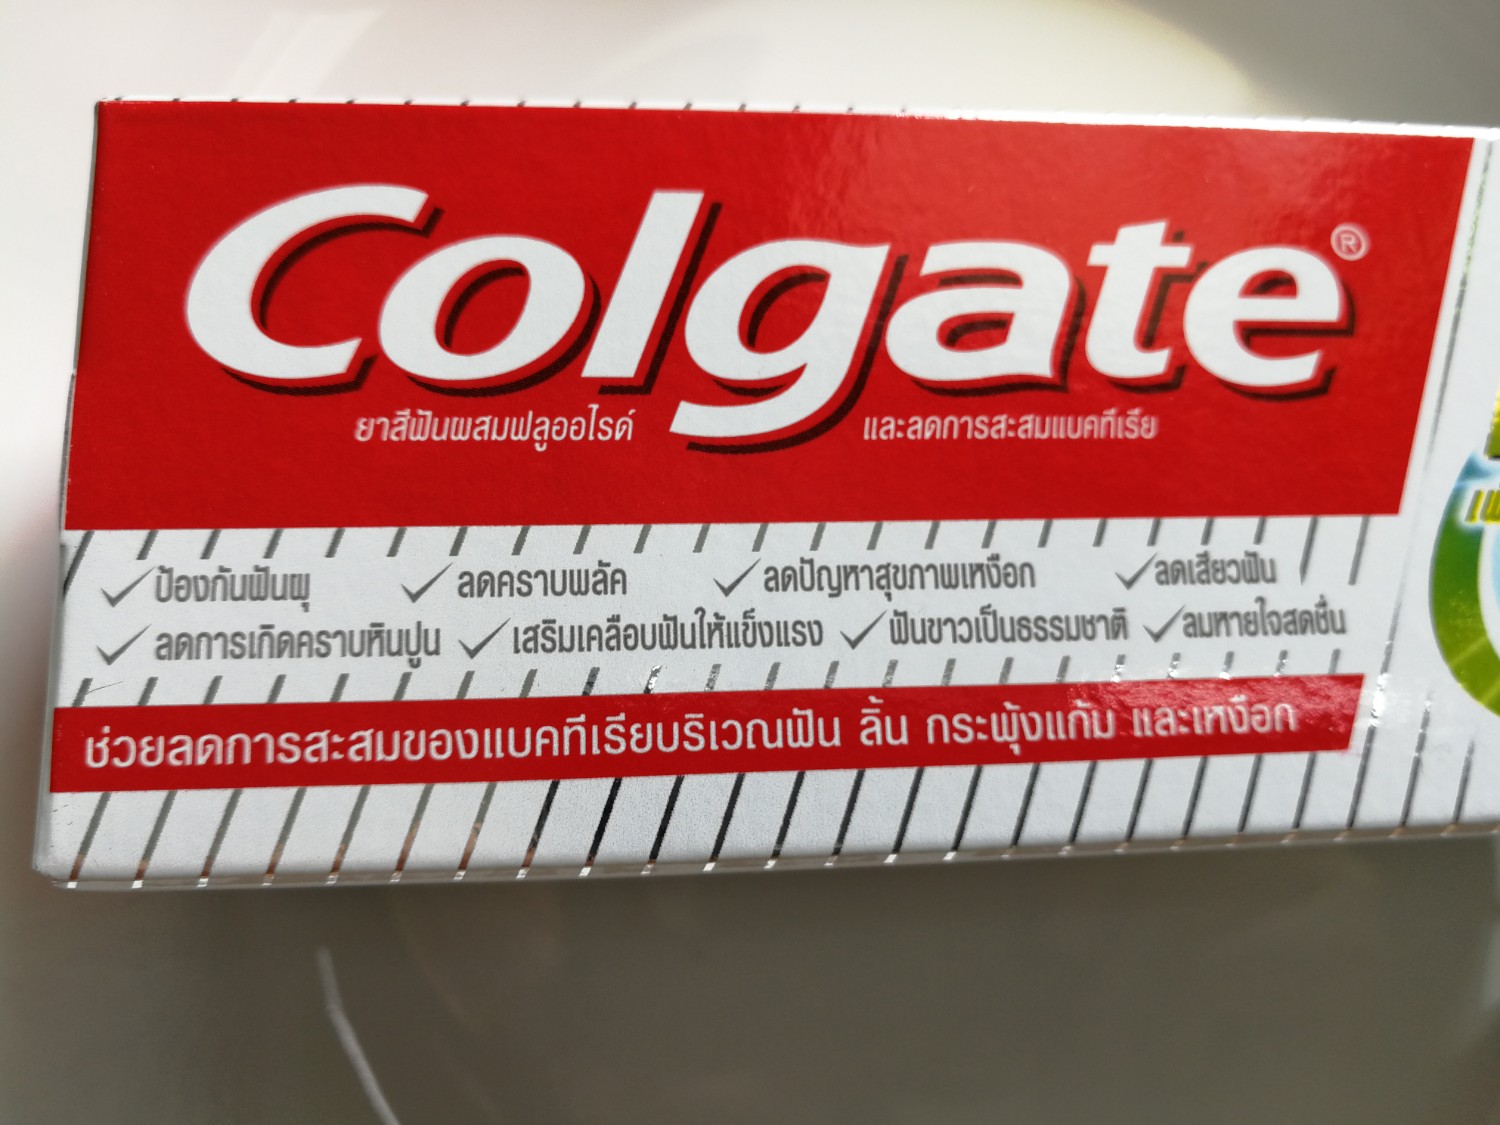 Colgate®
ยาสีฟันผสมฟลูออไรด์ และลดการสะสมแบคทีเรีย
ป้องกันฟันผุ ลดคราบพลัค ลดปัญหาสุขภาพเหงือก ลดเสียวฟัน
ลดการเกิดคราบหินปูน เสริมเคลือบฟันให้แข็งแรง ฟันขาวเป็นธรรมชาติ ลมหายใจสดชื่น
ช่วยลดการสะสมของแบคทีเรียบริเวณฟัน ลิ้น กระพุ้งแก้ม และเหงือก